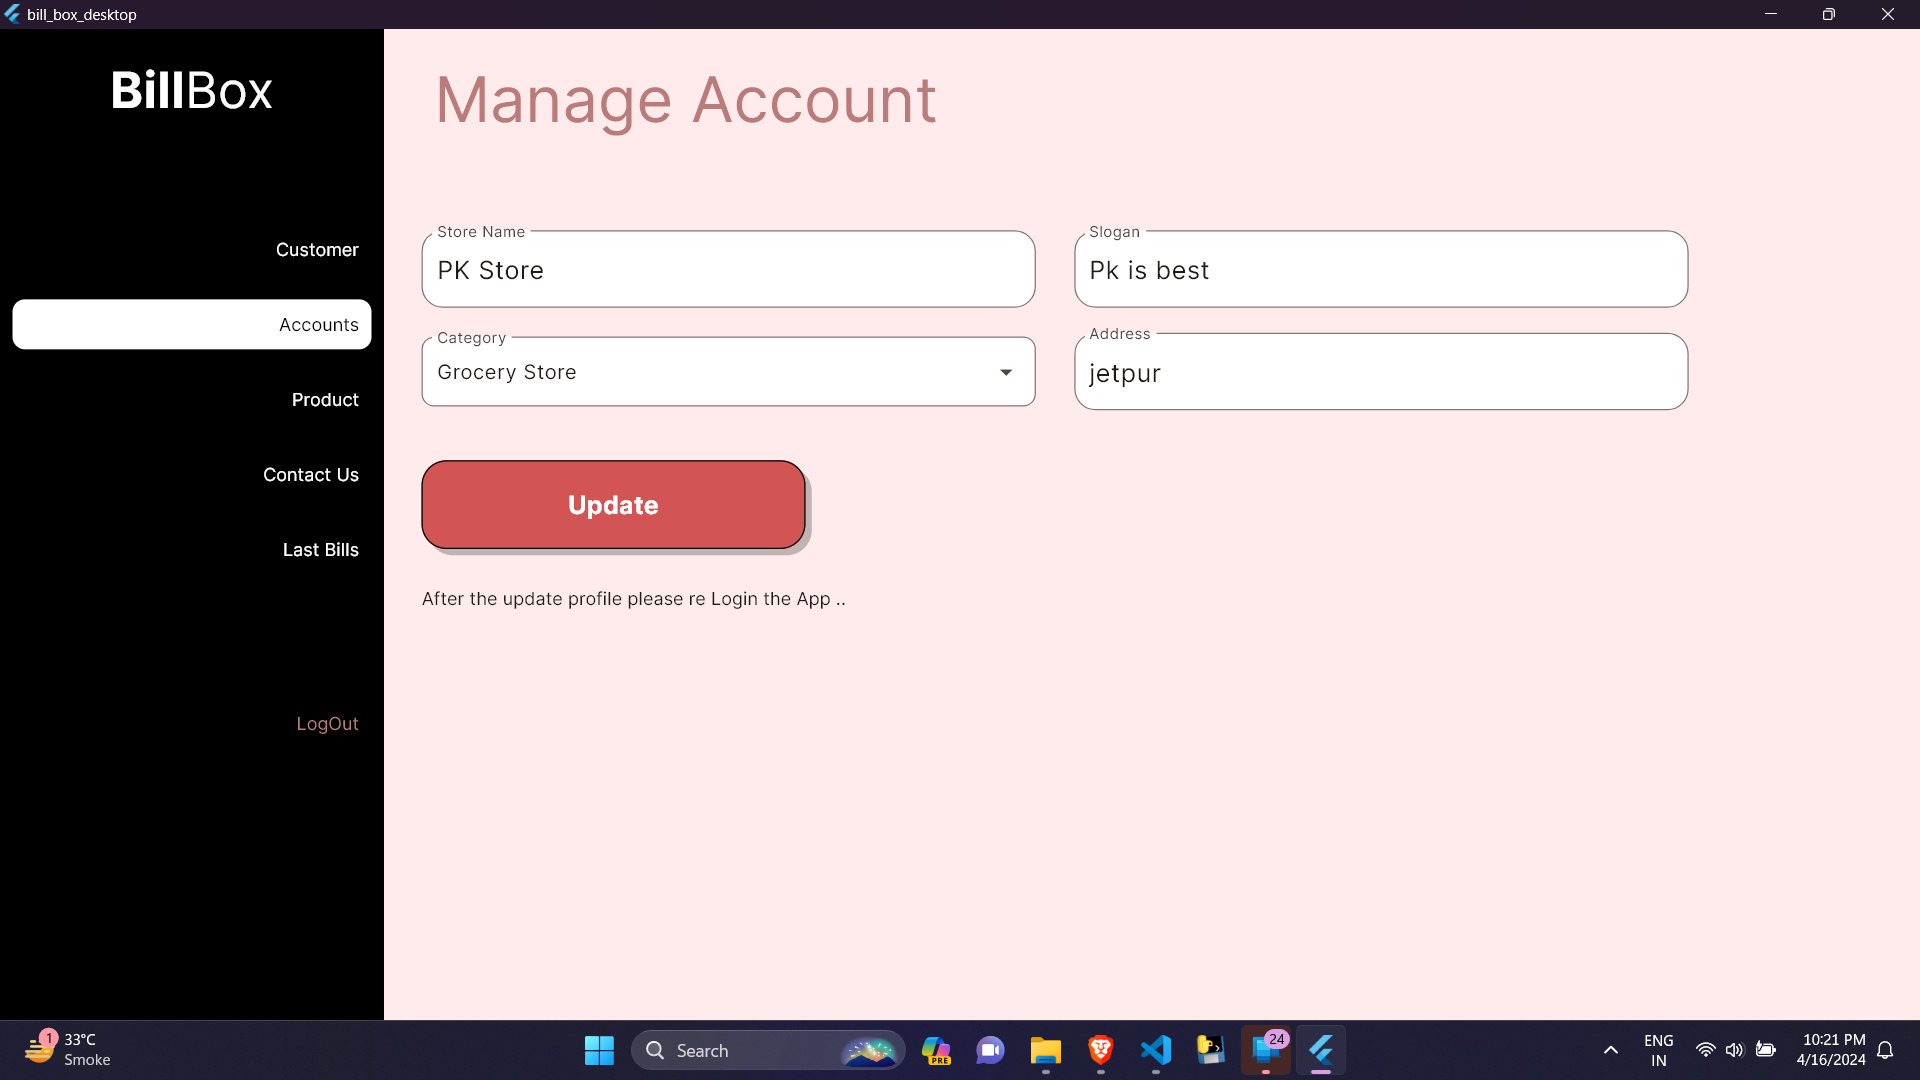 bill_box_desktop
BillBox
Customer
Accounts
Product
Contact Us
Last Bills
LogOut
Manage Account
Store Name
PK Store
Slogan
Pk is best
Category
Grocery Store
Address
jetpur
Update
After the update profile please re Login the App ..
1
33°C
Smoke
Search
PRE
24
ENG
IN
10:21 PM
4/16/2024